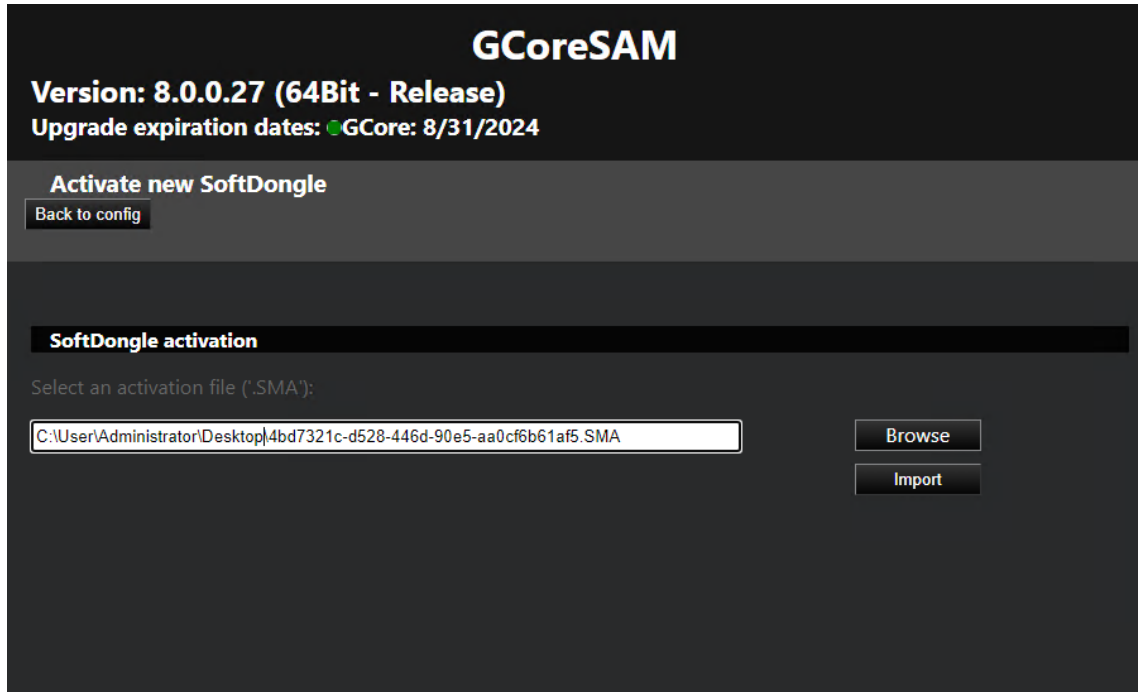 GCoreSAM
Version: 8.0.0.27 (64Bit - Release)
Upgrade expiration dates: GCore: 8/31/2024
Activate new SoftDongle
Back to config
SoftDongle activation
Select an activation file ('.SMA'):
C:\User\Administrator\Desktop\4bd7321c-d528-446d-90e5-aa0cf6b61af5.SMA
Browse
Import